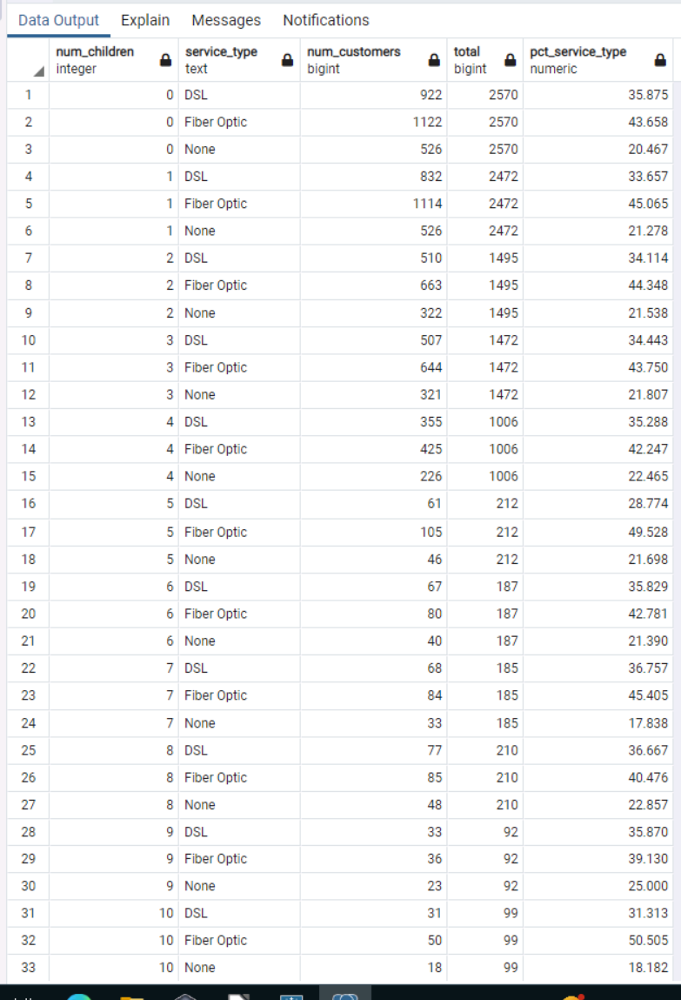 Data Output Explain Messages Notifications
num_children service_type num_customers total pct_service_type
integer text bigint bigint numeric
1 0 DSL 922 2570 35.875
2 0 Fiber Optic 1122 2570 43.658
3 0 None 526 2570 20.467
4 1 DSL 832 2472 33.657
5 1 Fiber Optic 1114 2472 45.065
6 1 None 526 2472 21.278
7 2 DSL 510 1495 34.114
8 2 Fiber Optic 663 1495 44.348
9 2 None 322 1495 21.538
10 3 DSL 507 1472 34.443
11 3 Fiber Optic 644 1472 43.750
12 3 None 321 1472 21.807
13 4 DSL 355 1006 35.288
14 4 Fiber Optic 425 1006 42.247
15 4 None 226 1006 22.465
16 5 DSL 61 212 28.774
17 5 Fiber Optic 105 212 49.528
18 5 None 46 212 21.698
19 6 DSL 67 187 35.829
20 6 Fiber Optic 80 187 42.781
21 6 None 40 187 21.390
22 7 DSL 68 185 36.757
23 7 Fiber Optic 84 185 45.405
24 7 None 33 185 17.838
25 8 DSL 77 210 36.667
26 8 Fiber Optic 85 210 40.476
27 8 None 48 210 22.857
28 9 DSL 33 92 35.870
29 9 Fiber Optic 36 92 39.130
30 9 None 23 92 25.000
31 10 DSL 31 99 31.313
32 10 Fiber Optic 50 99 50.505
33 10 None 18 99 18.182